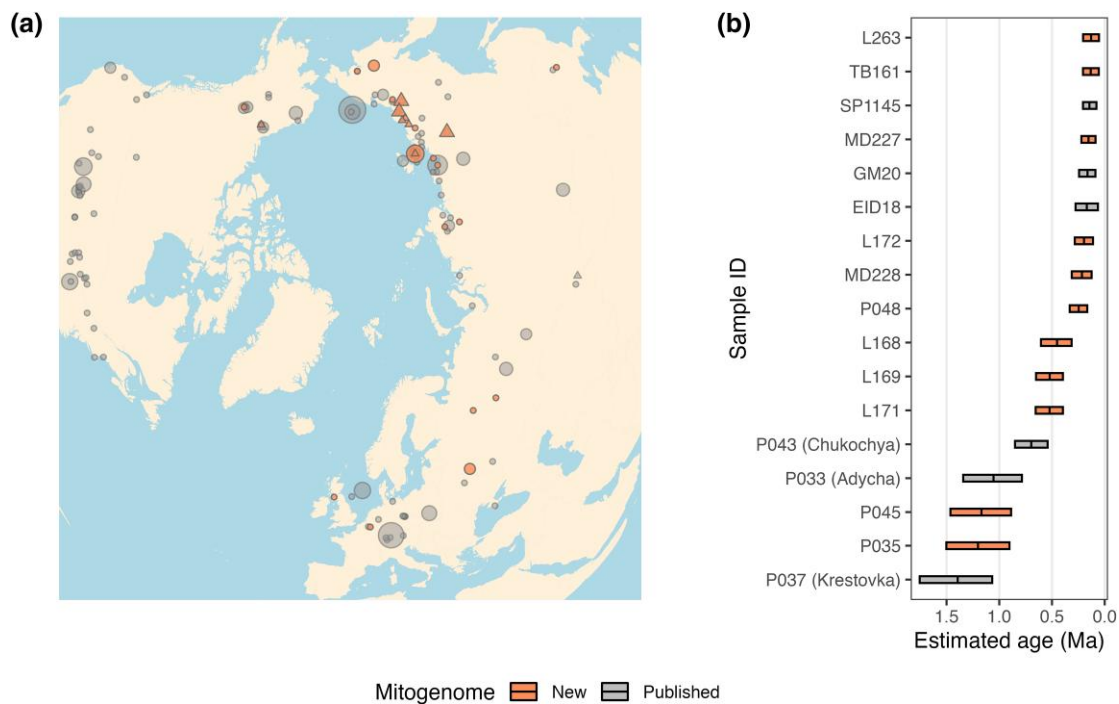 (a)
(b)
Sample ID
L263
TB161
SP1145
MD227
GM20
EID18
L172
MD228
P048
L168
L169
L171
P043 (Chukochya)
P033 (Adycha)
P045
P035
P037 (Krestovka)
1.5 1.0 0.5 0.0
Estimated age (Ma)
Mitogenome New Published